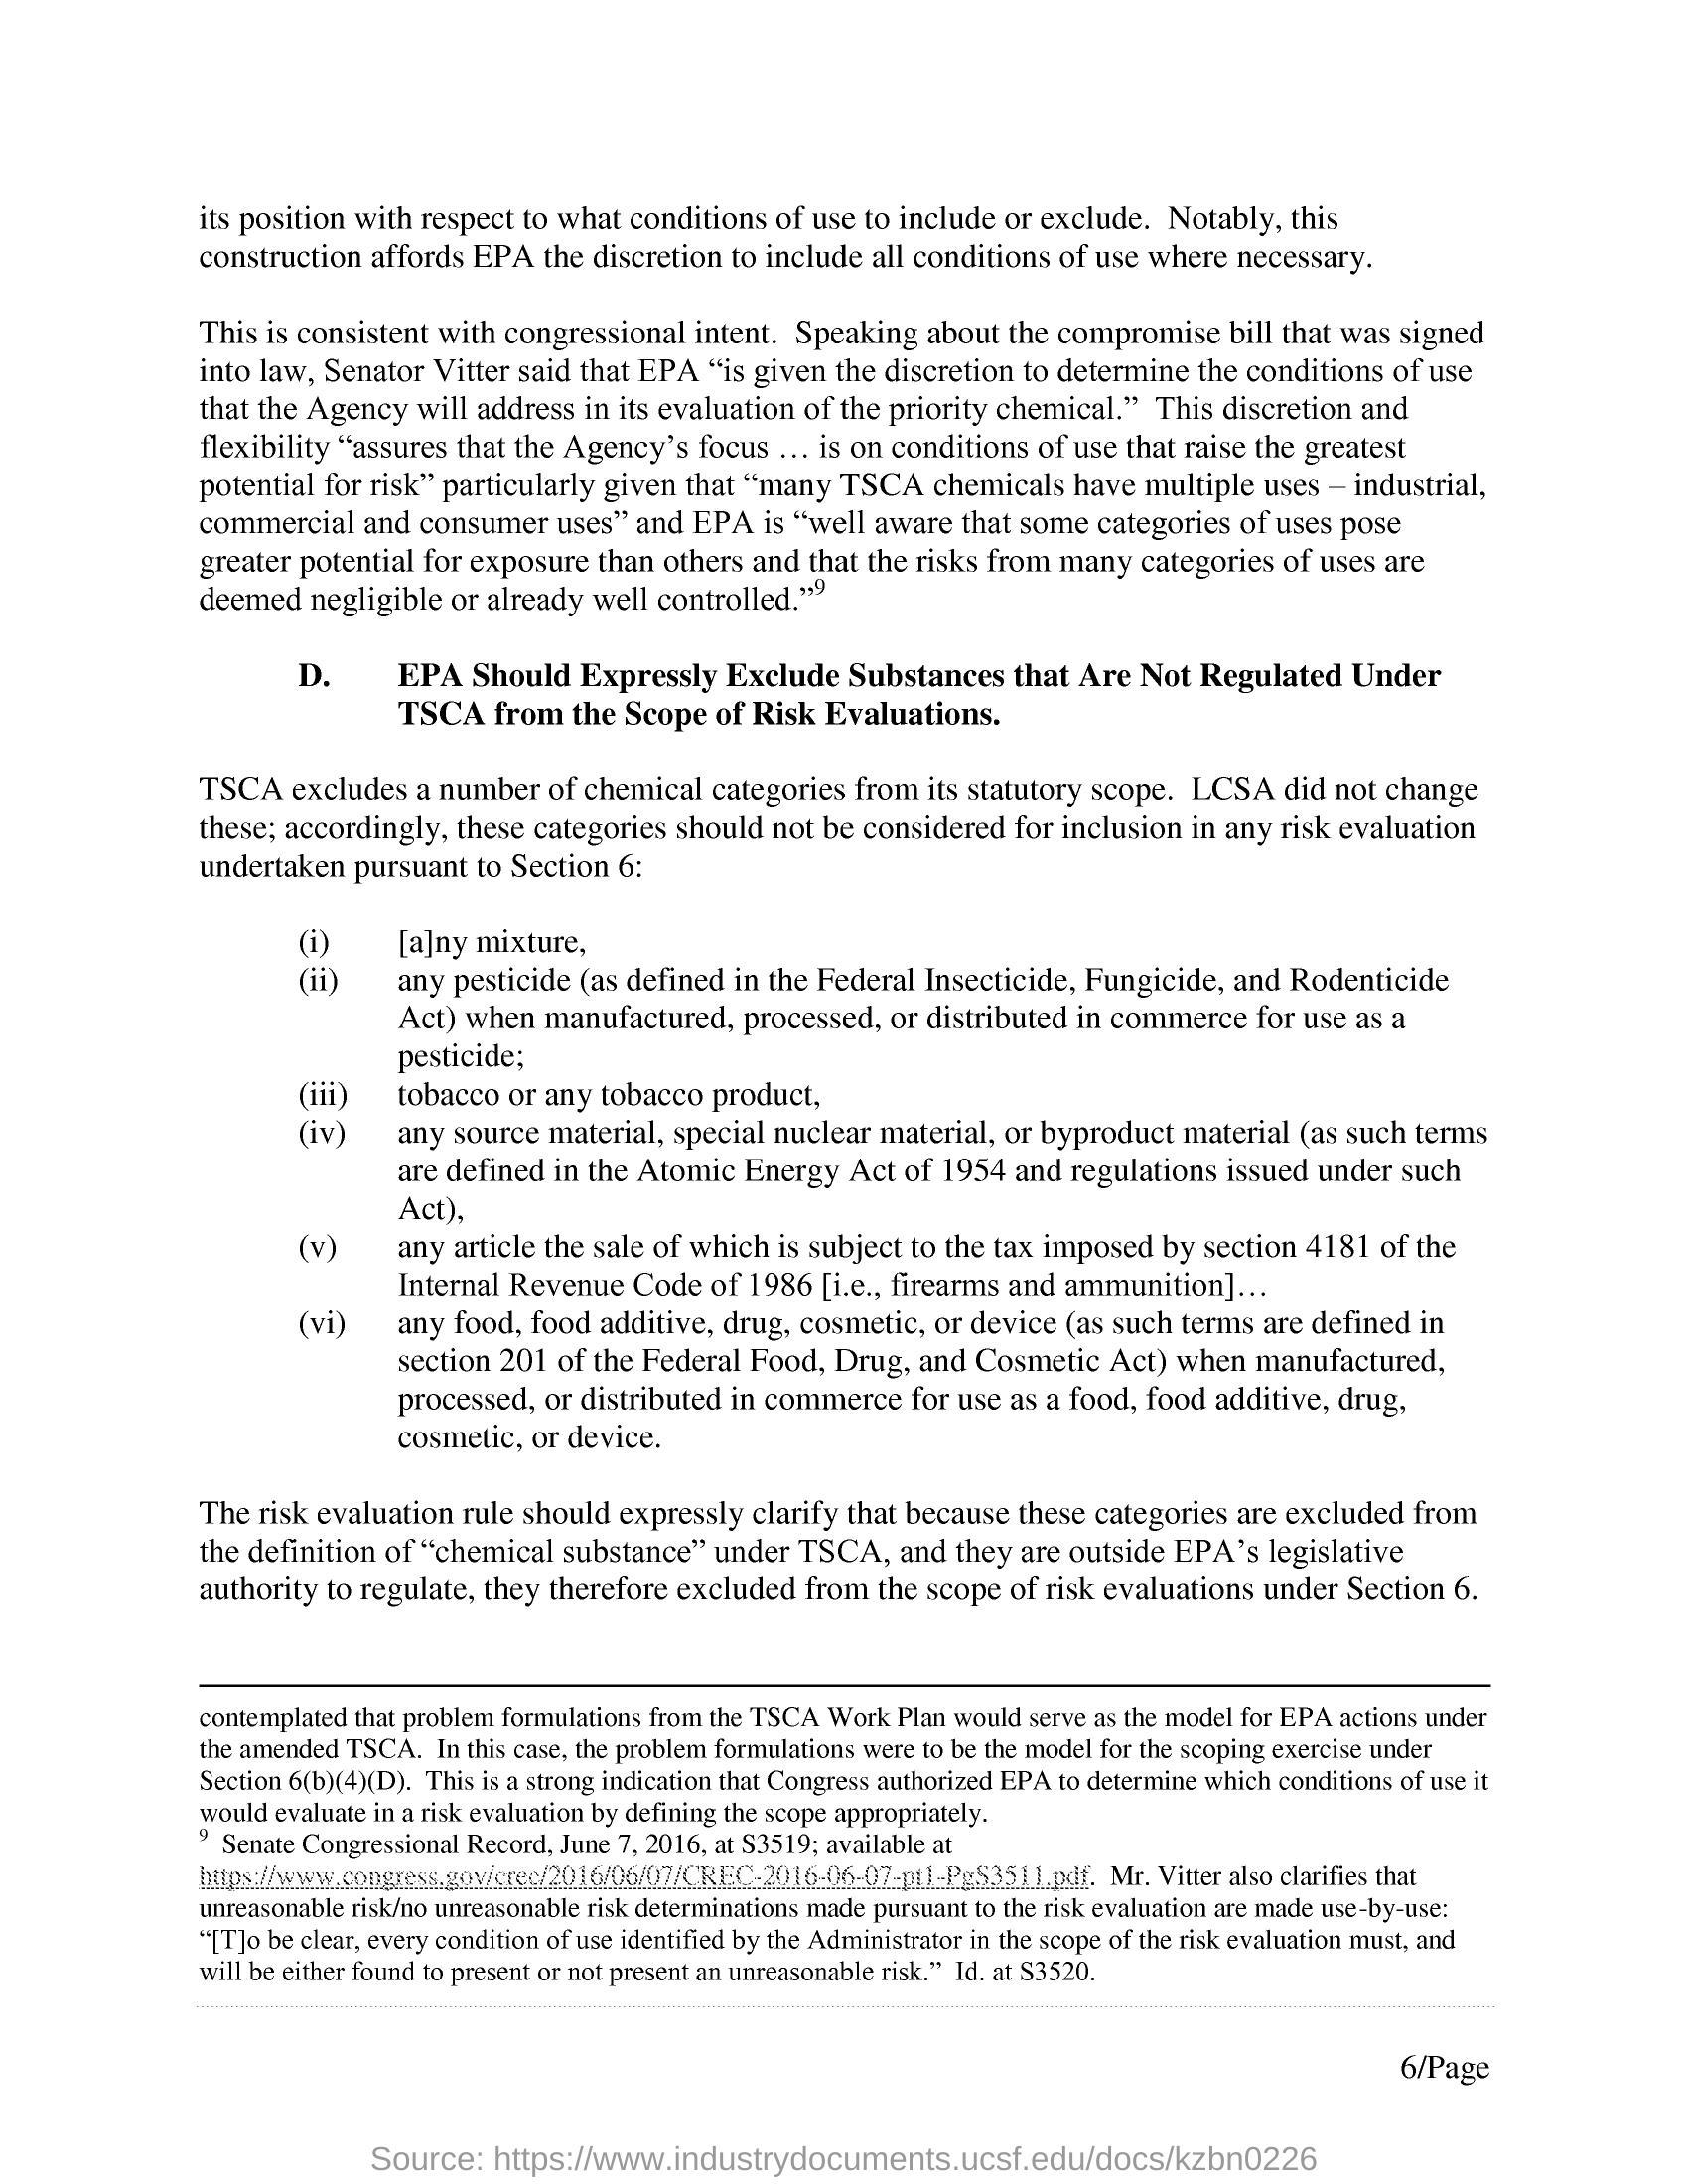 its position with respect to what conditions of use to include or exclude.  Notably, this
construction affords EPA the discretion to include all conditions of use where necessary.
This is consistent with congressional intent.  Speaking about the compromise bill that was signed
into law, Senator Vitter said that EPA “is given the discretion to determine the conditions of use
that the Agency will address in its evaluation of the priority chemical.”  This discretion and
flexibility “assures that the Agency’s focus … is on conditions of use that raise the greatest
potential for risk” particularly given that “many TSCA chemicals have multiple uses – industrial,
commercial and consumer uses” and EPA is “well aware that some categories of uses pose
greater potential for exposure than others and that the risks from many categories of uses are
deemed negligible or already well controlled.”9
D. EPA Should Expressly Exclude Substances that Are Not Regulated Under
TSCA from the Scope of Risk Evaluations.
TSCA excludes a number of chemical categories from its statutory scope.  LCSA did not change
these; accordingly, these categories should not be considered for inclusion in any risk evaluation
undertaken pursuant to Section 6:
(i) [a]ny mixture,
(ii) any pesticide (as defined in the Federal Insecticide, Fungicide, and Rodenticide
Act) when manufactured, processed, or distributed in commerce for use as a
pesticide;
(iii) tobacco or any tobacco product,
(iv) any source material, special nuclear material, or byproduct material (as such terms
are defined in the Atomic Energy Act of 1954 and regulations issued under such
Act),
(v) any article the sale of which is subject to the tax imposed by section 4181 of the
Internal Revenue Code of 1986 [i.e., firearms and ammunition]…
(vi) any food, food additive, drug, cosmetic, or device (as such terms are defined in
section 201 of the Federal Food, Drug, and Cosmetic Act) when manufactured,
processed, or distributed in commerce for use as a food, food additive, drug,
cosmetic, or device.
The risk evaluation rule should expressly clarify that because these categories are excluded from
the definition of “chemical substance” under TSCA, and they are outside EPA’s legislative
authority to regulate, they therefore excluded from the scope of risk evaluations under Section 6.
contemplated that problem formulations from the TSCA Work Plan would serve as the model for EPA actions under
the amended TSCA.  In this case, the problem formulations were to be the model for the scoping exercise under
Section 6(b)(4)(D).  This is a strong indication that Congress authorized EPA to determine which conditions of use it
would evaluate in a risk evaluation by defining the scope appropriately.
9 Senate Congressional Record, June 7, 2016, at S3519; available at
https://www.congress.gov/crec/2016/06/07/CREC-2016-06-07-pt1-PgS3511.pdf.  Mr. Vitter also clarifies that
unreasonable risk/no unreasonable risk determinations made pursuant to the risk evaluation are made use-by-use:
“[T]o be clear, every condition of use identified by the Administrator in the scope of the risk evaluation must, and
will be either found to present or not present an unreasonable risk.”  Id. at S3520.
6/Page
Source: https://www.industrydocuments.ucsf.edu/docs/kzbn0226